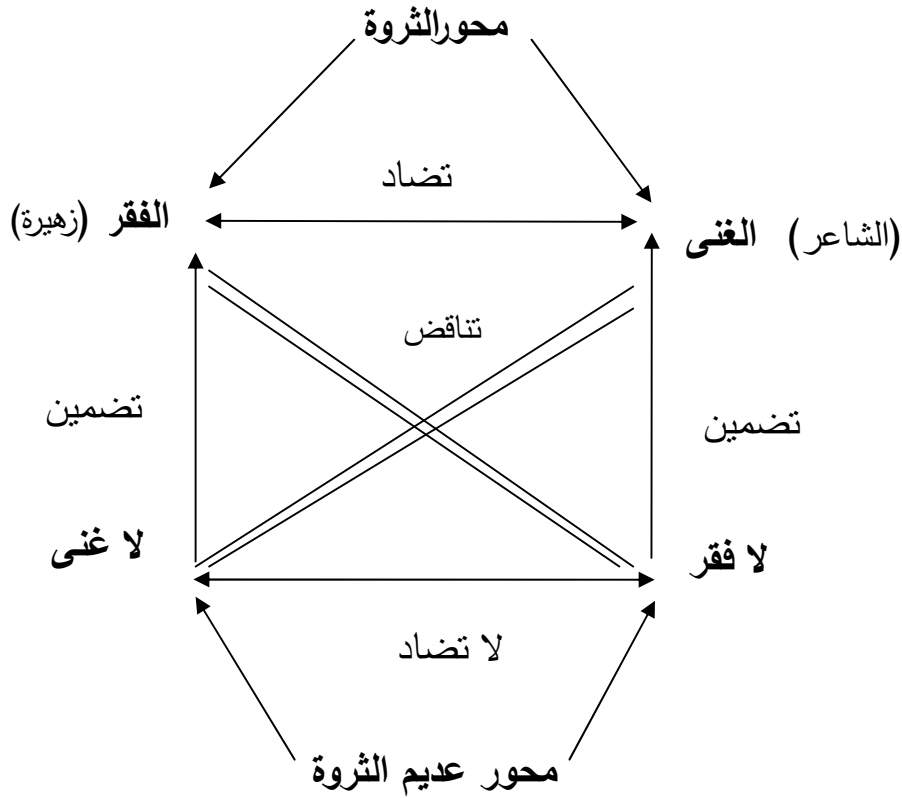 محورالثروة
تضاد
(الشاعر) الغنى
الفقر (زهيرة)
تناقض
تضمين
تضمين
لا فقر
لا غنى
لا تضاد
محور عديم الثروة